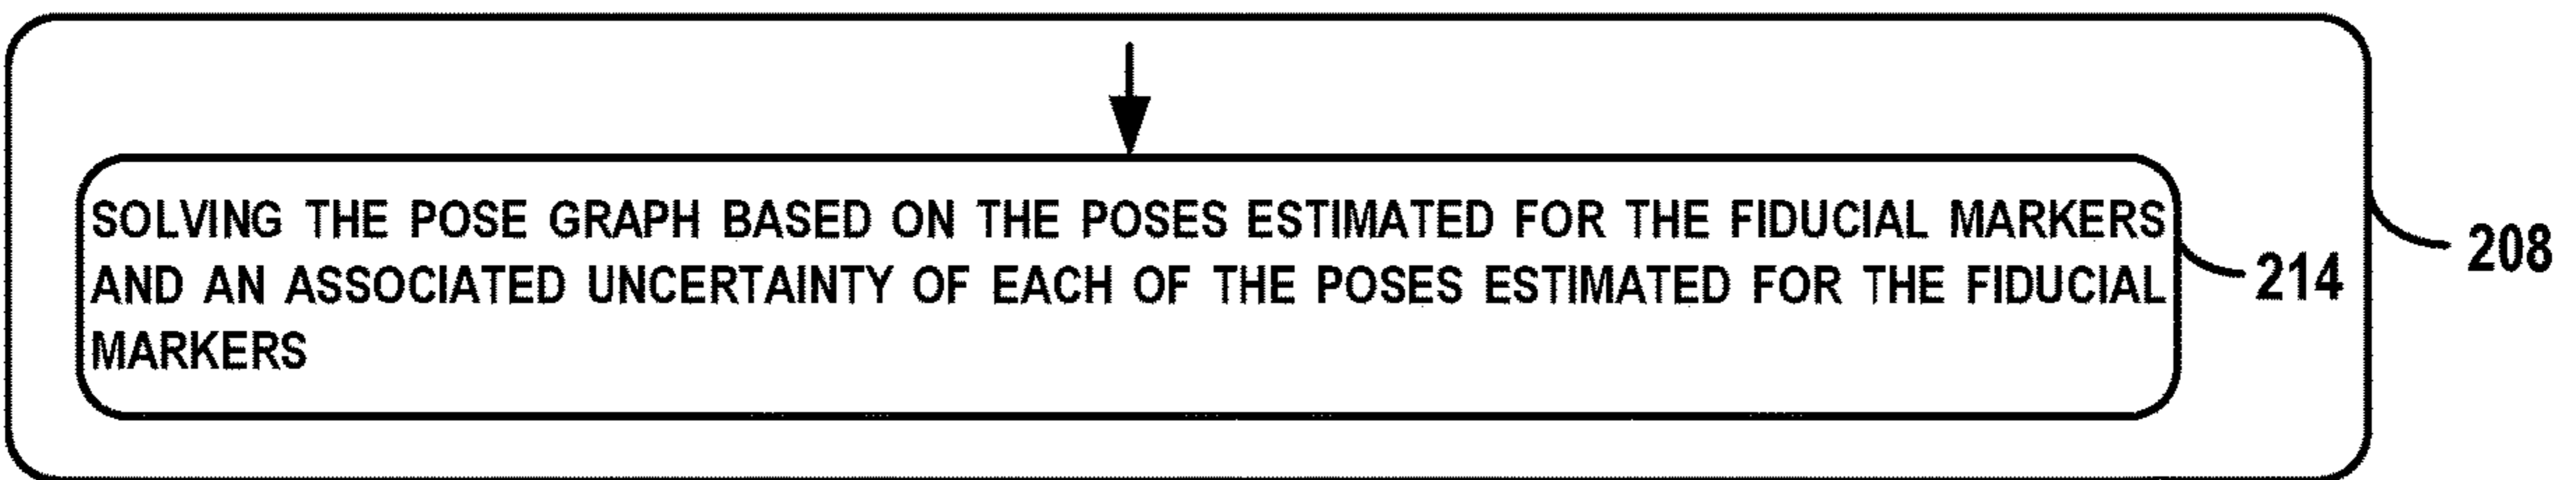 SOLVING THE POSE GRAPH BASED ON THE POSES ESTIMATED FOR THE FIDUCIAL MARKERS
AND AN ASSOCIATED UNCERTAINTY OF EACH OF THE POSES ESTIMATED FOR THE FIDUCIAL
MARKERS
214
208